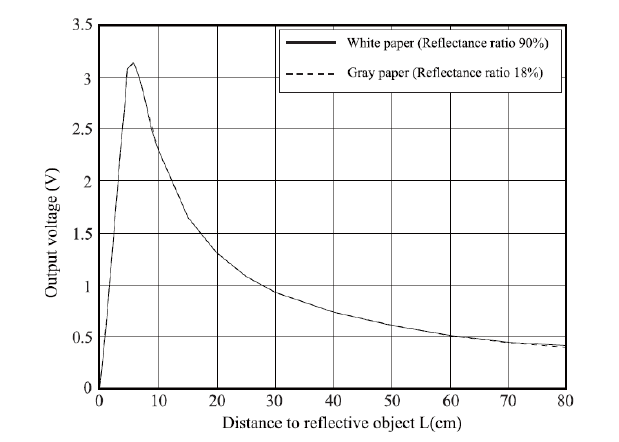 3.5
White paper (Reflectance ratio 90%)
Gray paper (Reflectance ratio 18%)
3
2.5
2
1.5
1
0.5
0
Output voltage (V)
0 10 20 30 40 50 60 70 80
Distance to reflective object L(cm)